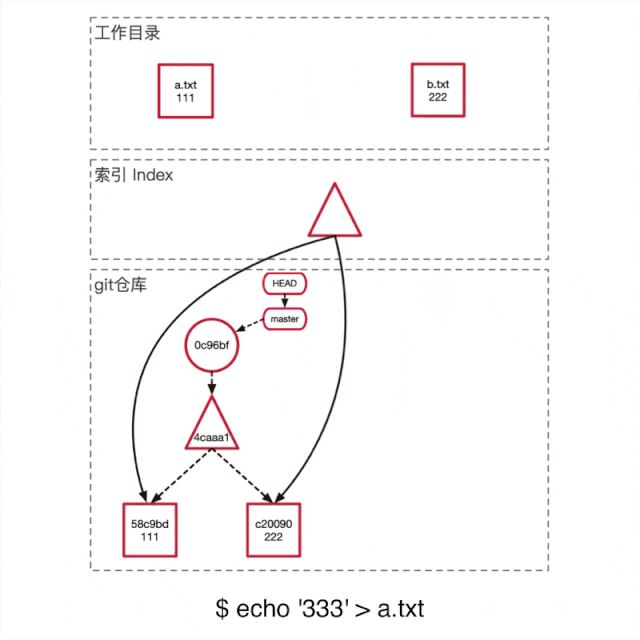 工作目录
a.txt
111
b.txt
222
索引 Index
git仓库
HEAD
master
0c96bf
4caaa1
58c9bd
111
c20090
222
$ echo '333' > a.txt